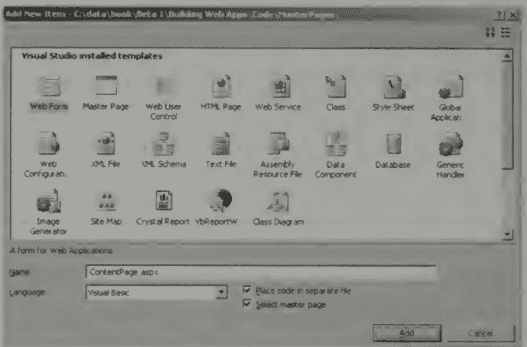 Add New Item - C:\data\book\Beta 1\Building Web Apps\Code\MasterPages\
Visual Studio installed templates
Web Form Master Page Web User Control HTML Page Web Service Class Style Sheet Global Applicab..
Web Configurab.. XML File XML Schema Text File Assembly Resource File Data Component Database Generic Handler
Image Generator Site Map Crystal Report VbReportW.. Class Diagram
A form for Web Applications
Name: ContentPage.aspx
Language: Visual Basic
Place code in separate file
Select master page
Add Cancel